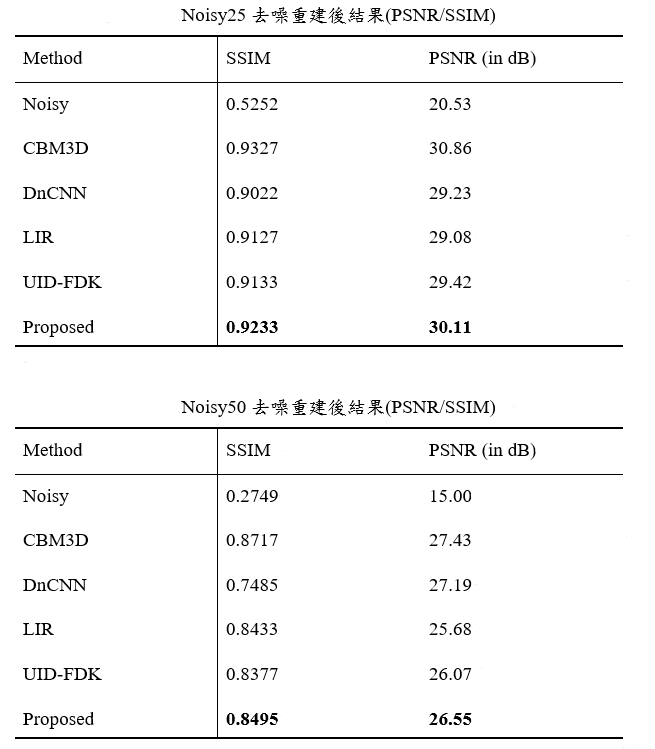 Noisy25 去噪重建後結果(PSNR/SSIM)
Method SSIM PSNR (in dB)
Noisy 0.5252 20.53
CBM3D 0.9327 30.86
DnCNN 0.9022 29.23
LIR 0.9127 29.08
UID-FDK 0.9133 29.42
Proposed 0.9233 30.11
Noisy50 去噪重建後結果(PSNR/SSIM)
Method SSIM PSNR (in dB)
Noisy 0.2749 15.00
CBM3D 0.8717 27.43
DnCNN 0.7485 27.19
LIR 0.8433 25.68
UID-FDK 0.8377 26.07
Proposed 0.8495 26.55